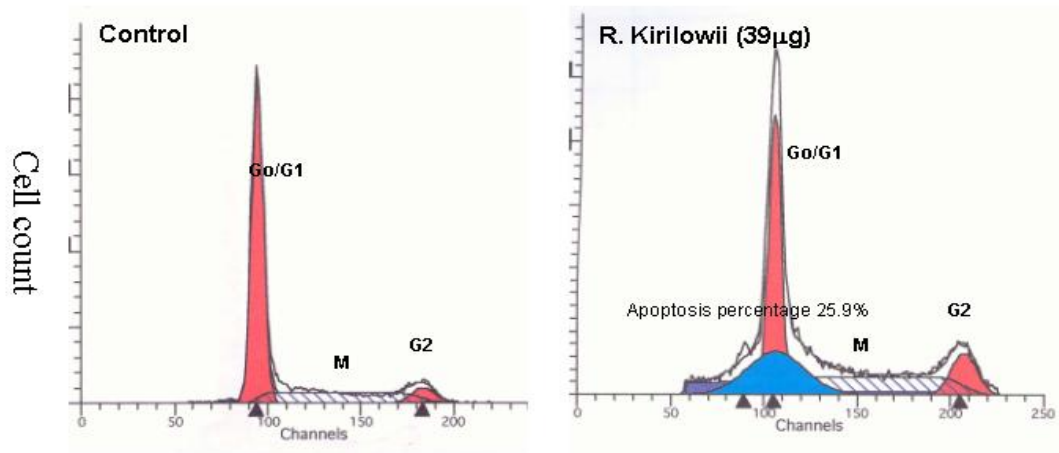 Control
Go/G1
M
G2
0
50
100
150
200
Channels
Cell count
R. Kirilowii (39µg)
Go/G1
Apoptosis percentage 25.9%
G2
M
0
50
100
150
200
250
Channels